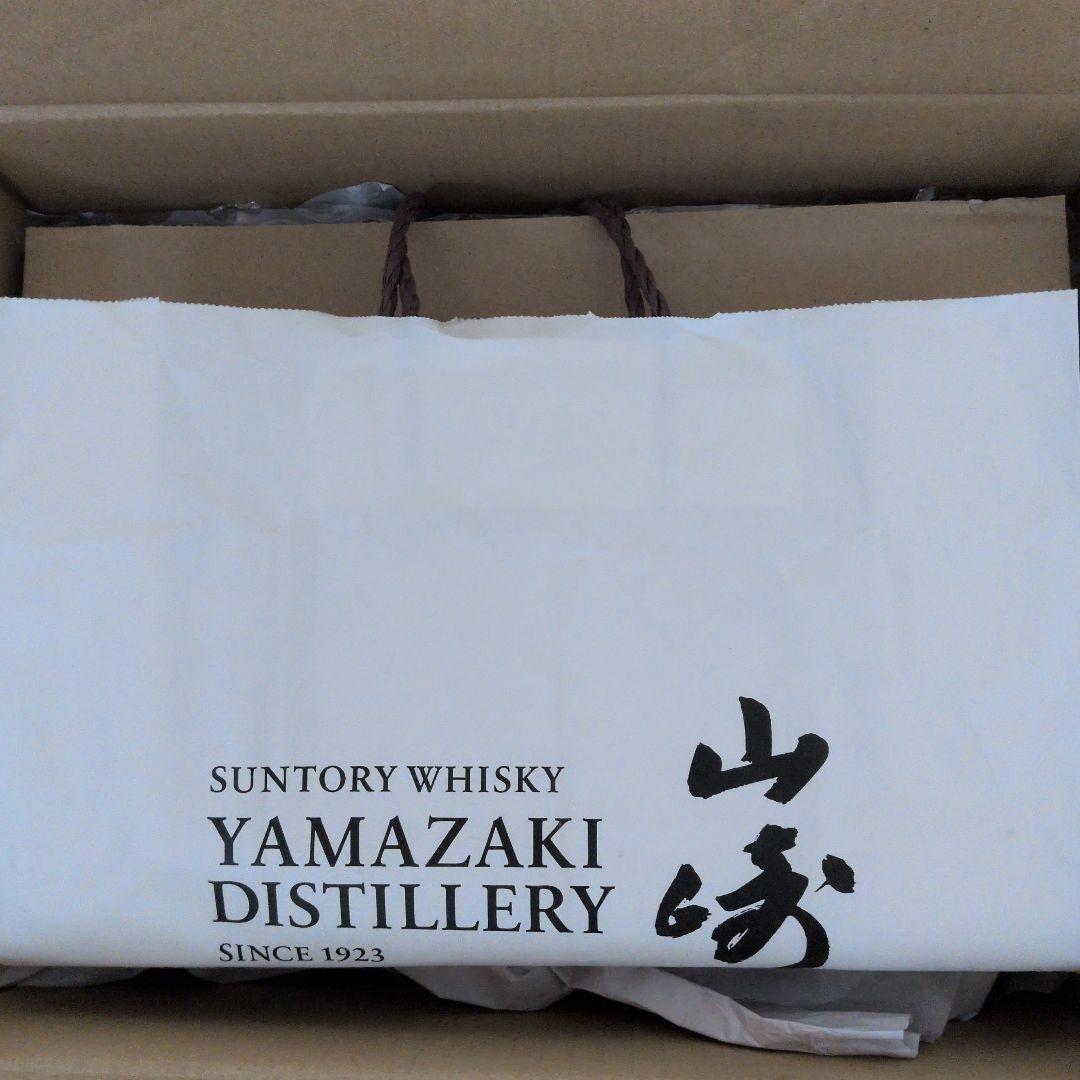 SUNTORY WHISKY
YAMAZAKI
DISTILLERY
SINCE 1923
山崎